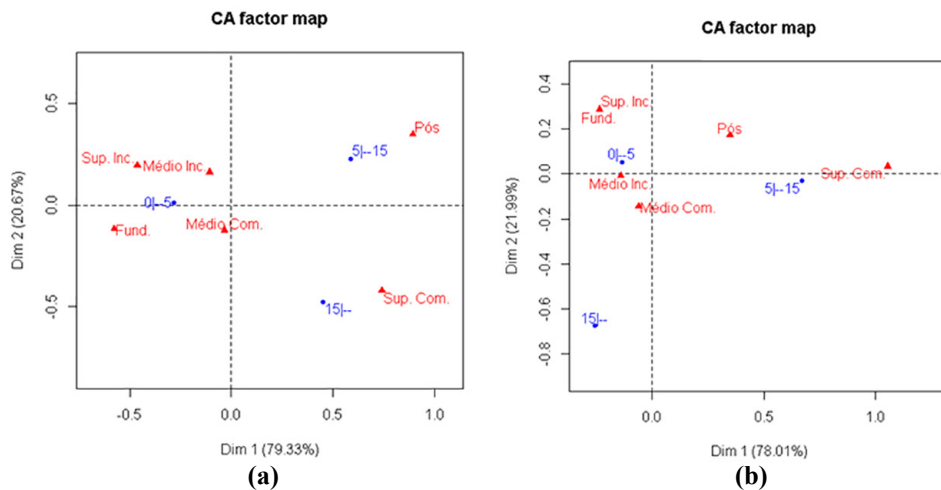 CA factor map
Dim 2 (20.67%)
0.5
0.0
-0.5
Pós
5|--15
Sup. Inc.
Médio Inc.
0|--5
Fund.
Médio Com.
15|--
Sup. Com.
-0.5
0.0
0.5
1.0
Dim 1 (79.33%)
(a)
CA factor map
Dim 2 (21.99%)
0.4
0.2
0.0
-0.2
-0.4
-0.6
-0.8
Sup. Inc.
Fund.
Pós
0|--5
Sup. Com.
Médio Inc.
5|--15
Médio Com.
15|--
0.0
0.5
1.0
Dim 1 (78.01%)
(b)